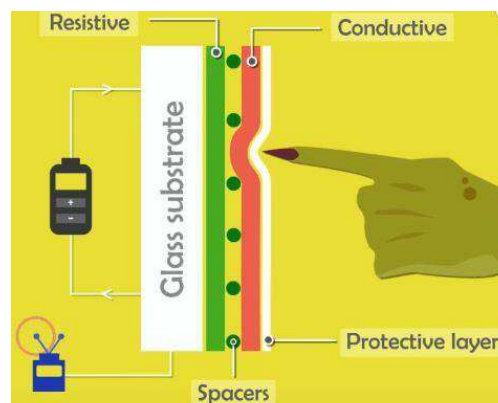 Resistive
Conductive
Glass substrate
+
−
Protective layer
Spacers